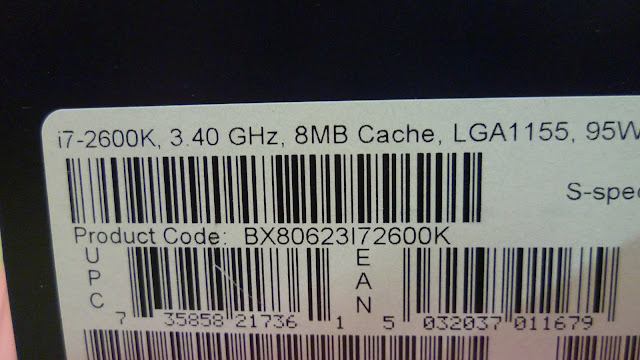 i7-2600K, 3.40 GHz, 8MB Cache, LGA1155, 95W
S-spec
Product Code: BX80623I72600K
UPC
EAN
7 35858 21736 1 5 032037 011679